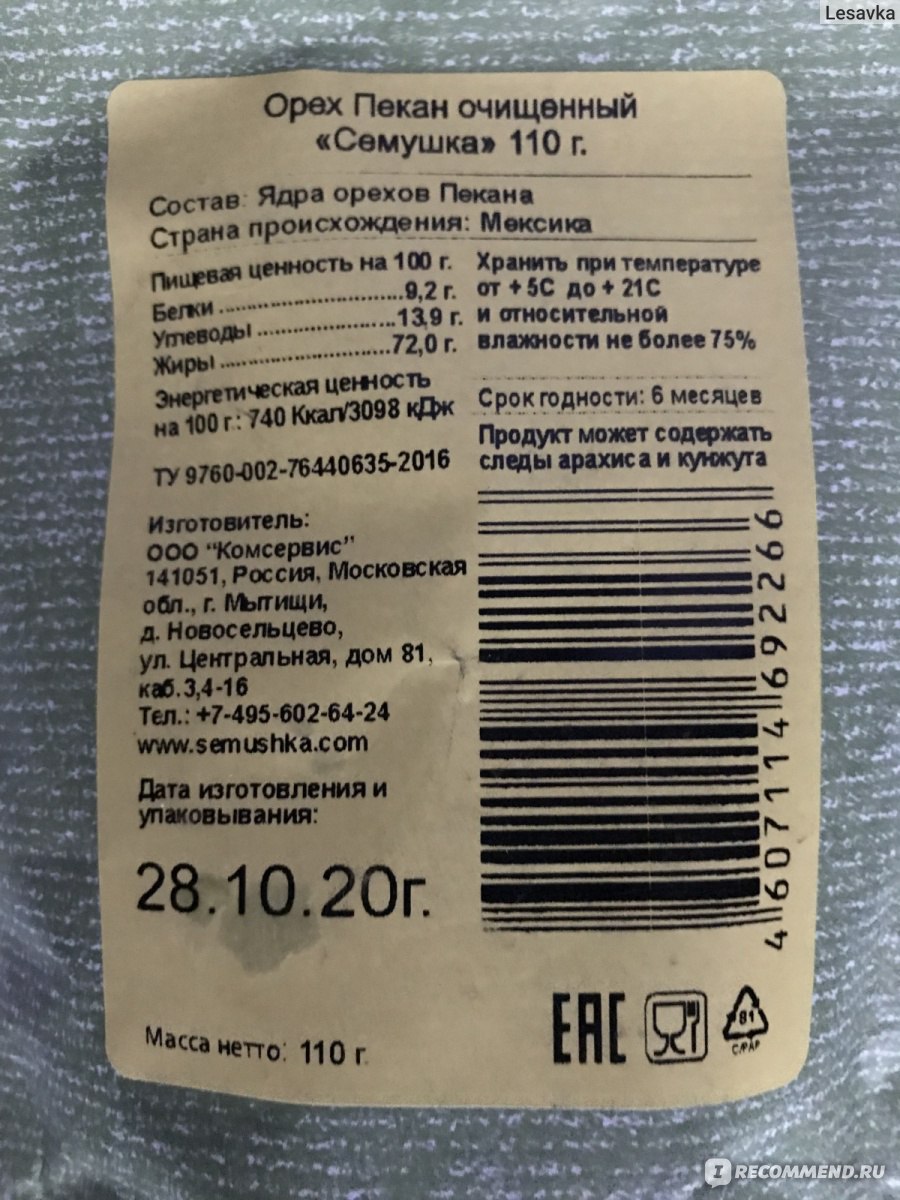 Lesavka
Орех Пекан очищенный
«Семушка» 110 г.
Состав: Ядра орехов Пекана
Страна происхождения: Мексика
Пищевая ценность на 100 г.
Белки ........................9,2 г.
Углеводы ..................13,9 г.
Жиры ......................72,0 г.
Энергетическая ценность
на 100 г.: 740 Ккал/3098 кДж
ТУ 9760-002-76440635-2016
Хранить при температуре
от +5С до + 21С
и относительной
влажности не более 75%
Срок годности: 6 месяцев
Продукт может содержать
следы арахиса и кунжута
Изготовитель:
ООО "Комсервис"
141051, Россия, Московская
обл., г. Мытищи,
д. Новосельцево,
ул. Центральная, дом 81,
каб.3,4-16
Тел.: +7-495-602-64-24
www.semushka.com
Дата изготовления и
упаковывания:
28.10.20г.
4 607114 692266
Масса нетто: 110 г
EAC
81
C/PAP
IRECOMMEND.RU